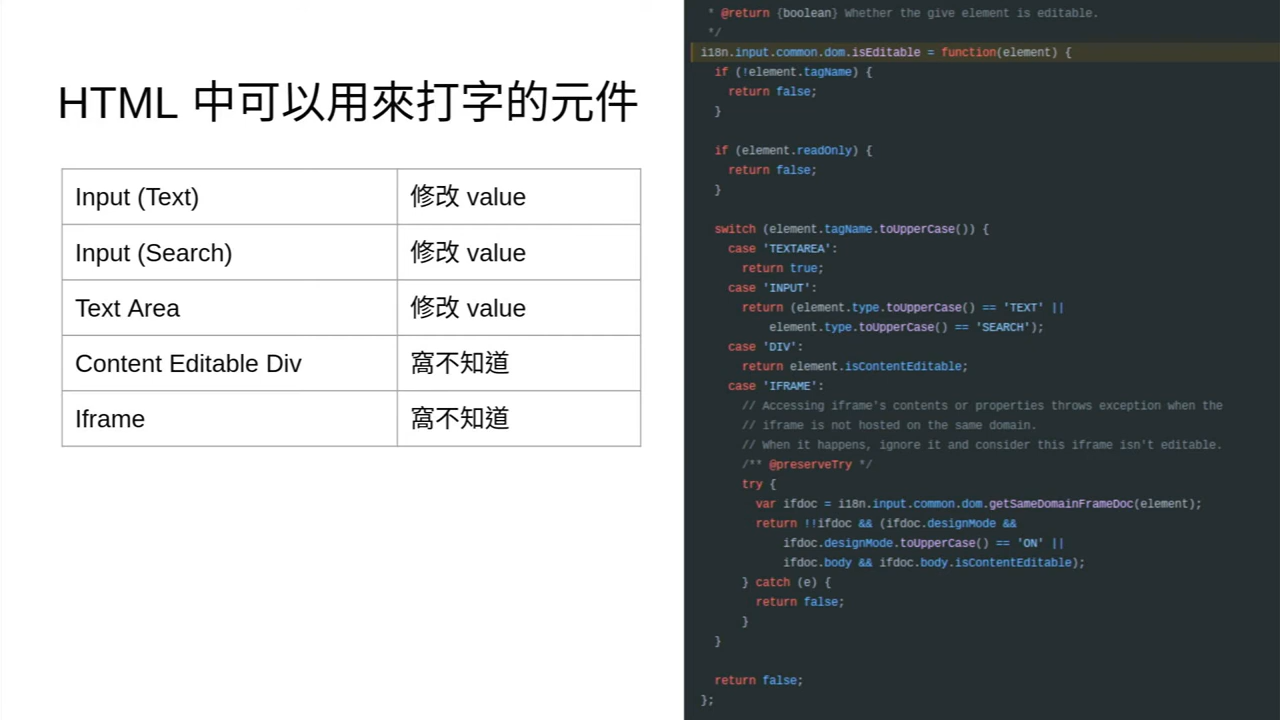 HTML 中可以用來打字的元件
Input (Text) 修改 value
Input (Search) 修改 value
Text Area 修改 value
Content Editable Div 窩不知道
Iframe 窩不知道
* @return {boolean} Whether the give element is editable.
*/
i18n.input.common.dom.isEditable = function(element) {
if (!element.tagName) {
return false;
}
if (element.readOnly) {
return false;
}
switch (element.tagName.toUpperCase()) {
case 'TEXTAREA':
return true;
case 'INPUT':
return (element.type.toUpperCase() == 'TEXT' ||
element.type.toUpperCase() == 'SEARCH');
case 'DIV':
return element.isContentEditable;
case 'IFRAME':
// Accessing iframe's contents or properties throws exception when the
// iframe is not hosted on the same domain.
// When it happens, ignore it and consider this iframe isn't editable.
/** @preserveTry */
try {
var ifdoc = i18n.input.common.dom.getSameDomainFrameDoc(element);
return !!ifdoc && (ifdoc.designMode &&
ifdoc.designMode.toUpperCase() == 'ON' ||
ifdoc.body && ifdoc.body.isContentEditable);
} catch (e) {
return false;
}
}
return false;
};